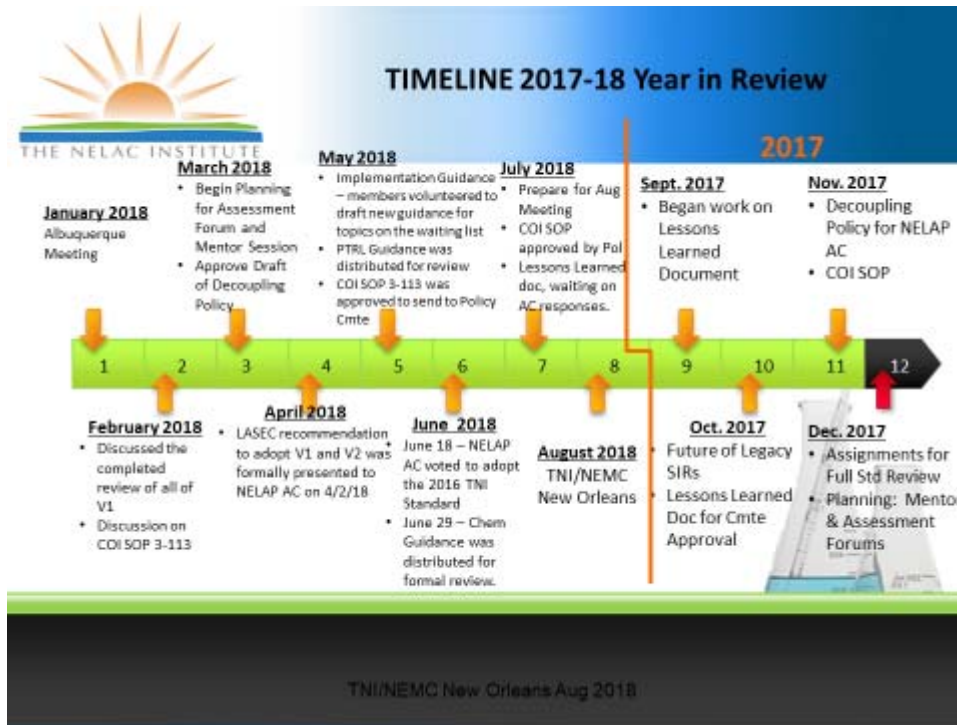 TIMELINE 2017-18 Year in Review
THE NELAC INSTITUTE
2017
January 2018
Albuquerque
Meeting
March 2018
• Begin Planning
for Assessment
Forum and
Mentor Session
• Approve Draft
of Decoupling
Policy
May 2018
• Implementation Guidance
– members volunteered to
draft new guidance for
topics on the waiting list
• PTRL Guidance was
distributed for review
• COI SOP 3-113 was
approved to send to Policy
Cmte
July 2018
• Prepare for Aug
Meeting
• COI SOP
approved by Pol
• Lessons Learned
doc, waiting on
AC responses.
Sept. 2017
• Began work on
Lessons
Learned
Document
Nov. 2017
• Decoupling
Policy for NELAP
AC
• COI SOP
1 2 3 4 5 6 7 8 9 10 11 12
February 2018
• Discussed the
completed
review of all of
V1
• Discussion on
COI SOP 3-113
April 2018
• LASEC recommendation
to adopt V1 and V2 was
formally presented to
NELAP AC on 4/2/18
June 2018
• June 18 – NELAP
AC voted to adopt
the 2016 TNI
Standard
• June 29 – Chem
Guidance was
distributed for
formal review.
August 2018
TNI/NEMC
New Orleans
Oct. 2017
• Future of Legacy
SIRs
• Lessons Learned
Doc for Cmte
Approval
Dec. 2017
• Assignments for
Full Std Review
• Planning: Mento
& Assessment
Forums
TNI/NEMC New Orleans Aug 2018